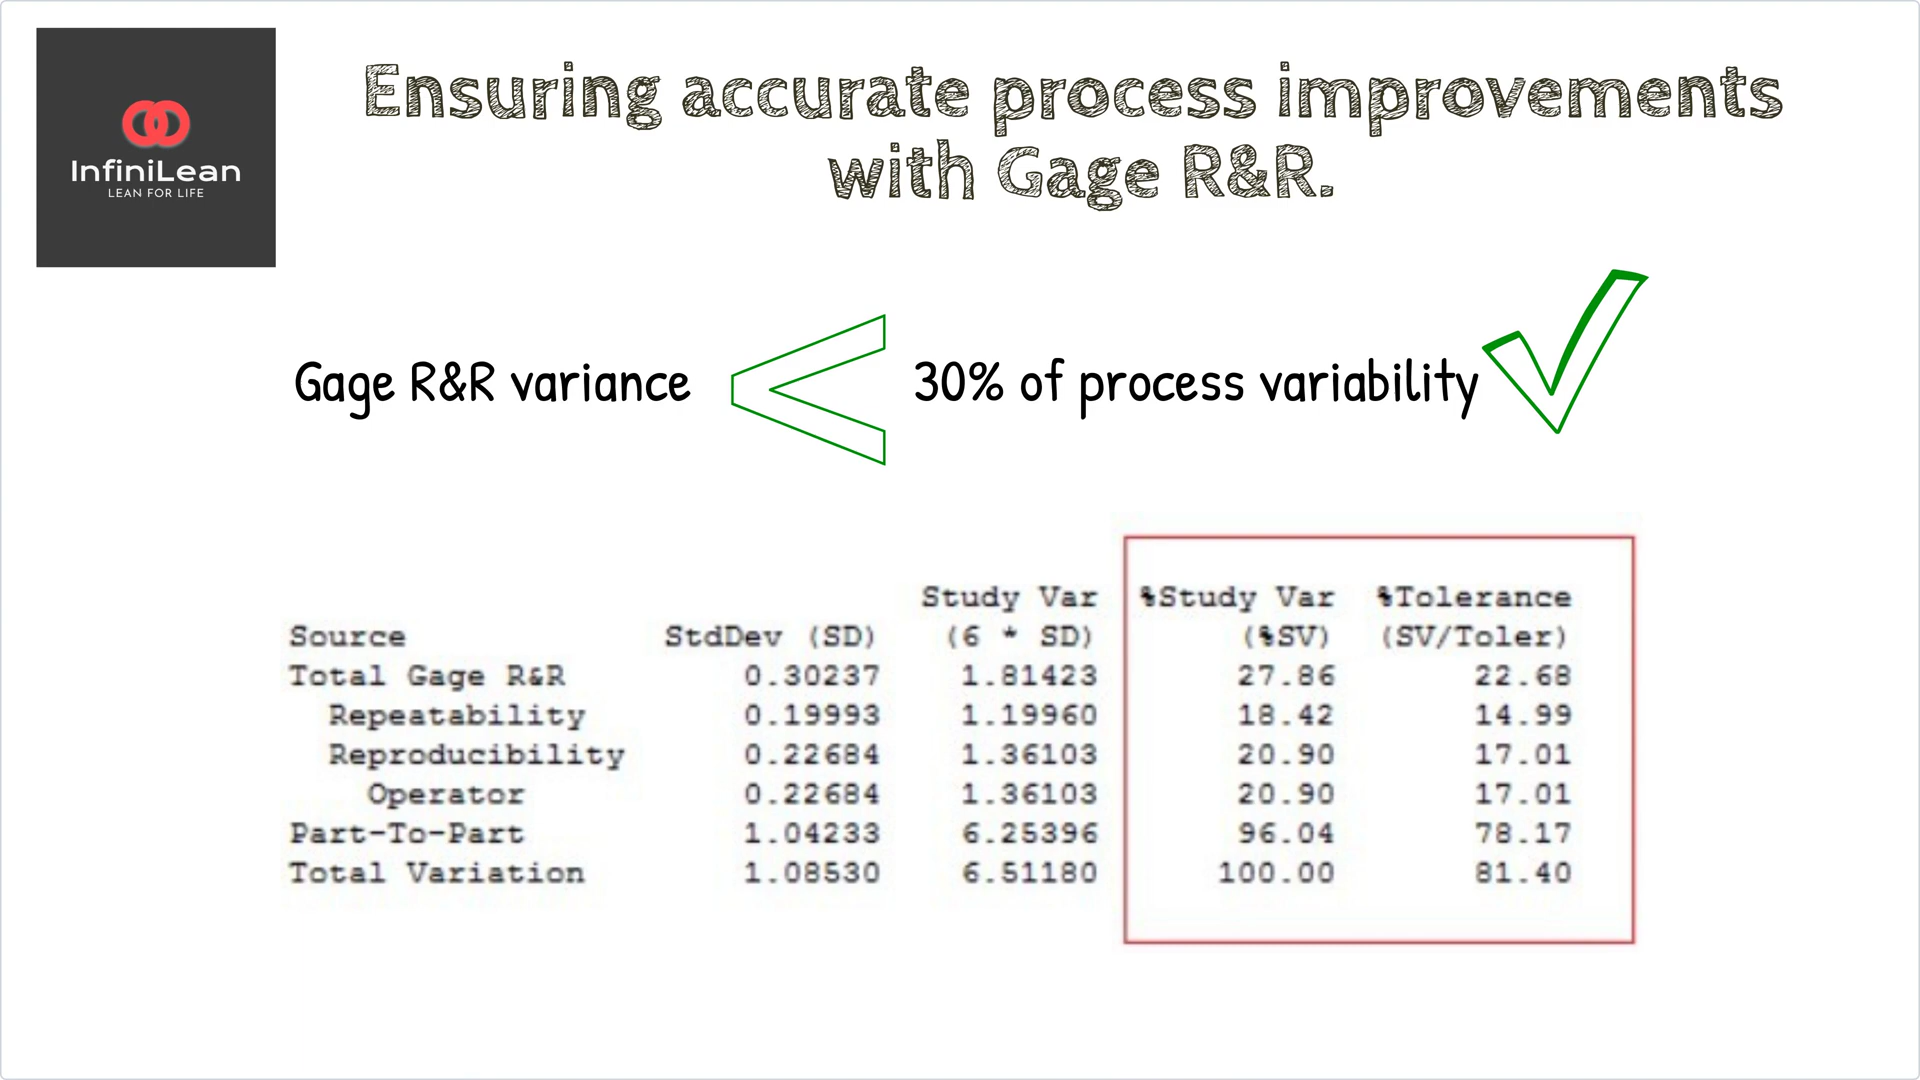 InfiniLean
LEAN FOR LIFE
Ensuring accurate process improvements
with Gage R&R.
Gage R&R variance < 30% of process variability
Study Var %Study Var %Tolerance
Source StdDev (SD) (6 * SD) (%SV) (SV/Toler)
Total Gage R&R 0.30237 1.81423 27.86 22.68
Repeatability 0.19993 1.19960 18.42 14.99
Reproducibility 0.22684 1.36103 20.90 17.01
Operator 0.22684 1.36103 20.90 17.01
Part-To-Part 1.04233 6.25396 96.04 78.17
Total Variation 1.08530 6.51180 100.00 81.40